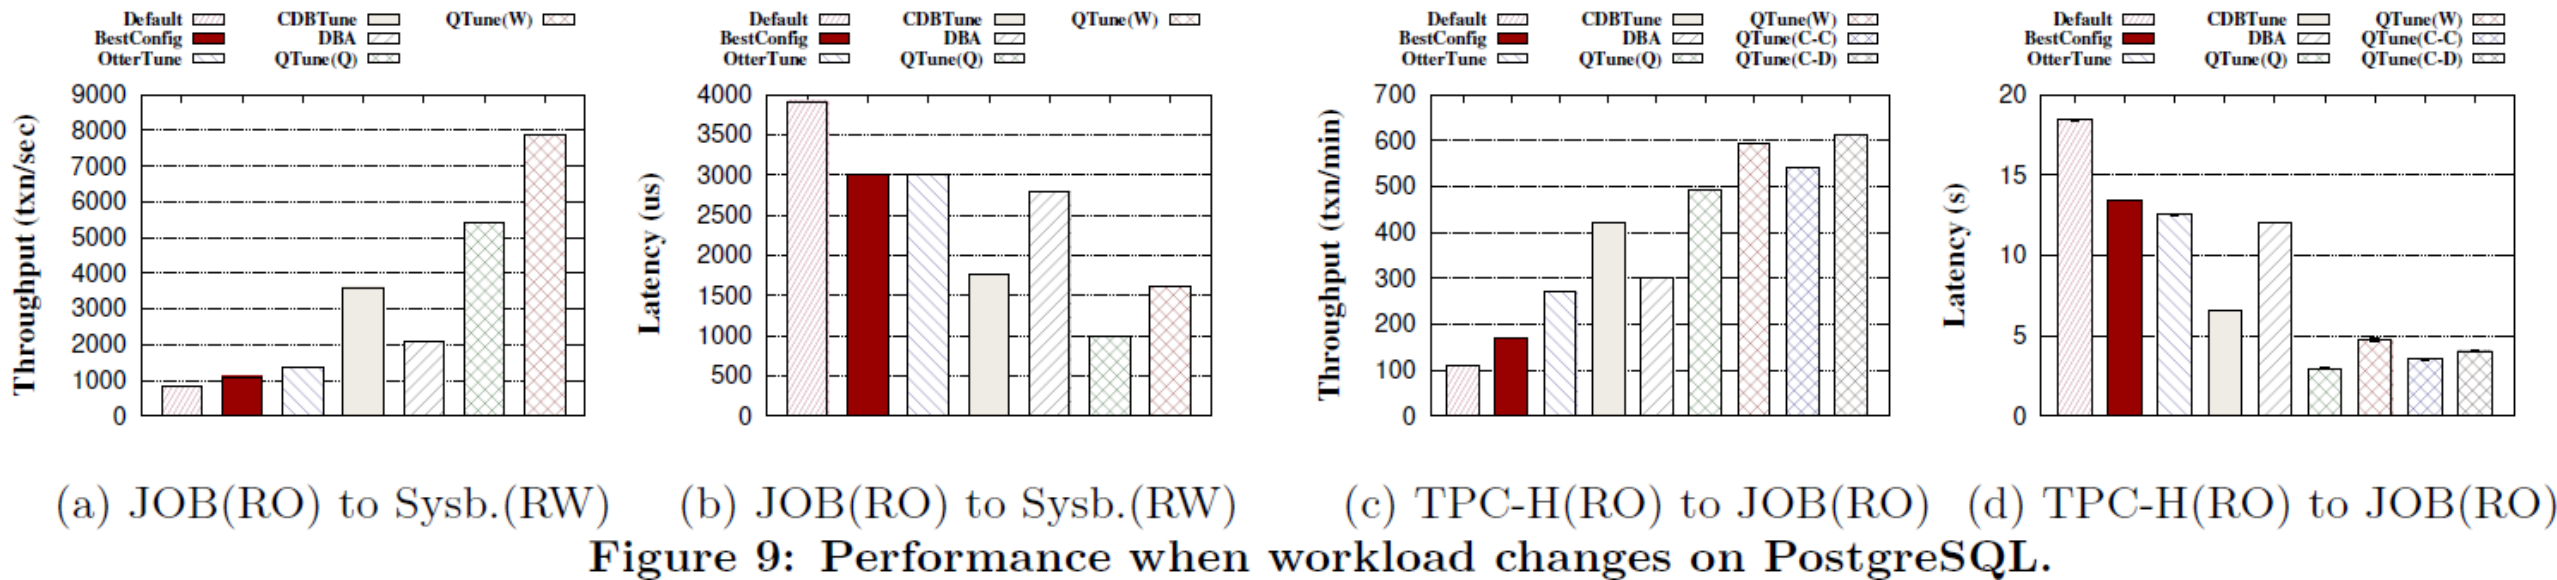 Default CDBTune QTune(W)
BestConfig DBA
OtterTune QTune(Q)
Throughput (txn/sec)
9000
8000
7000
6000
5000
4000
3000
2000
1000
0
(a) JOB(RO) to Sysb.(RW)
Default CDBTune QTune(W)
BestConfig DBA
OtterTune QTune(Q)
Latency (us)
4000
3500
3000
2500
2000
1500
1000
500
0
(b) JOB(RO) to Sysb.(RW)
Default CDBTune QTune(W)
BestConfig DBA QTune(C-C)
OtterTune QTune(Q) QTune(C-D)
Throughput (txn/min)
700
600
500
400
300
200
100
0
(c) TPC-H(RO) to JOB(RO)
Default CDBTune QTune(W)
BestConfig DBA QTune(C-C)
OtterTune QTune(Q) QTune(C-D)
Latency (s)
20
15
10
5
0
(d) TPC-H(RO) to JOB(RO)
Figure 9: Performance when workload changes on PostgreSQL.